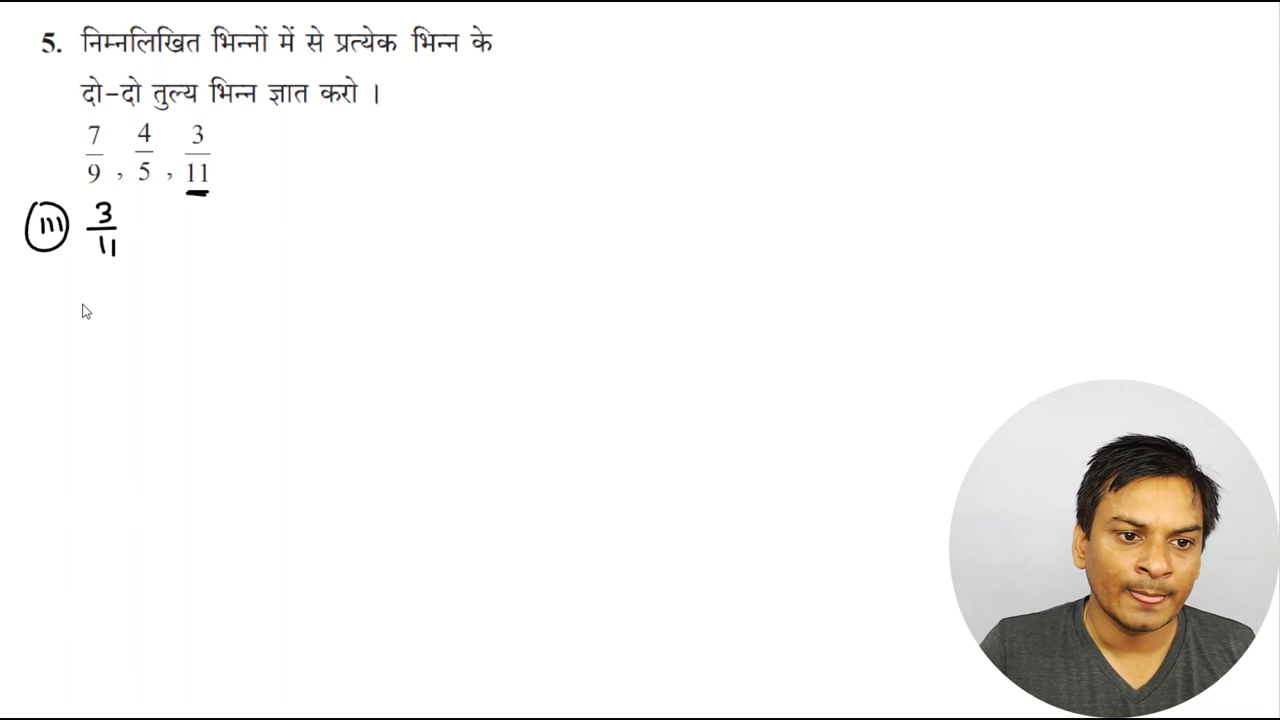 5. निम्नलिखित भिन्नों में से प्रत्येक भिन्न के
दो-दो तुल्य भिन्न ज्ञात करो ।
7/9 , 4/5 , 3/11
(iii) 3/11